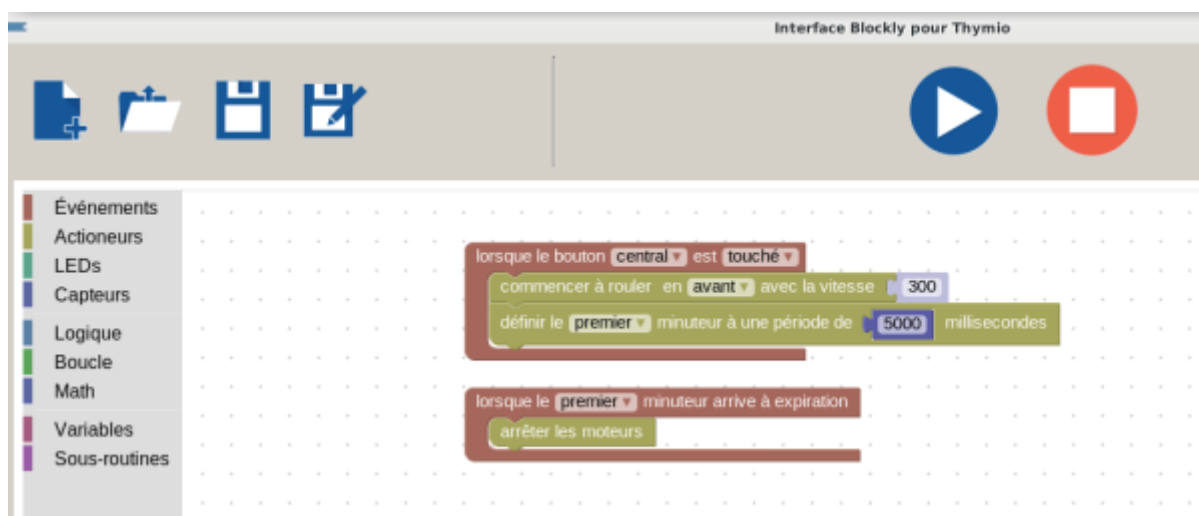 Interface Blockly pour Thymio
Événements
Actioneurs
LEDs
Capteurs
Logique
Boucle
Math
Variables
Sous-routines
lorsque le bouton central est touché
commencer à rouler en avant avec la vitesse 300
définir le premier minuteur à une période de 5000 millisecondes
lorsque le premier minuteur arrive à expiration
arrêter les moteurs